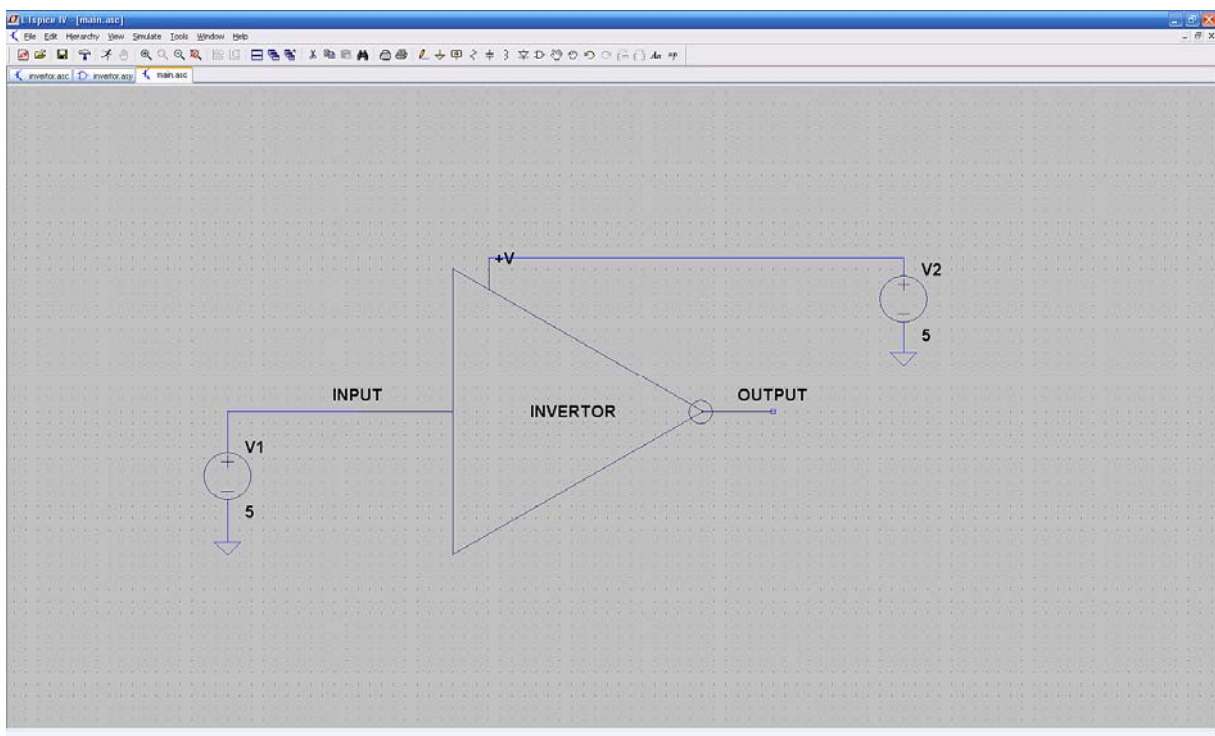 LTspice IV - [main.asc]
File Edit Hierarchy View Simulate Tools Window Help
invertor.asc invertor.asy main.asc
+V
V2
5
INPUT
INVERTOR
OUTPUT
V1
5